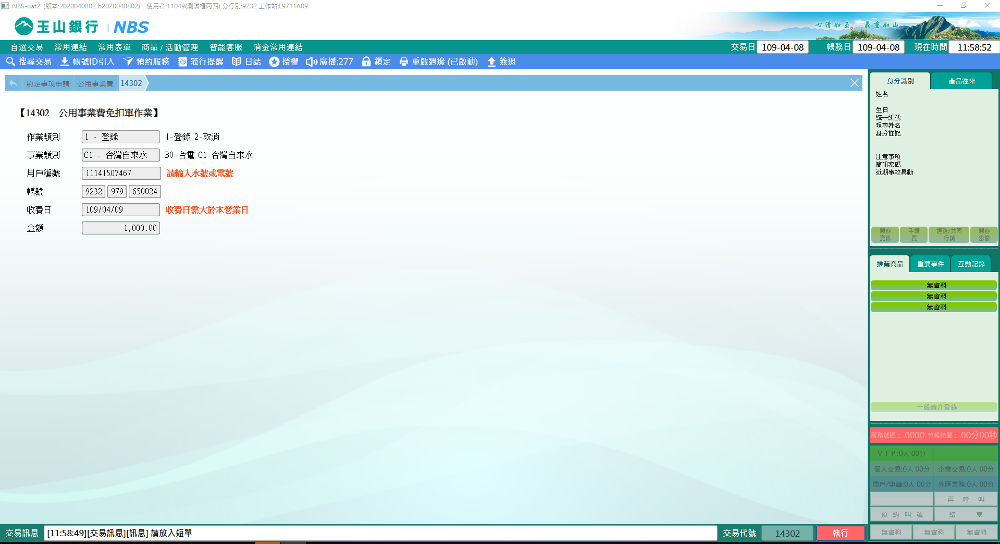 NBS-uat2 (版本:2020040802.b2020040802) 使用者:11049(測試櫃丙四) 分行別:9232 工作站:L9711A09
玉山銀行 | NBS
心清如玉。義重如山。
自選交易 常用連結 常用表單 商品 / 活動管理 智能客服 消金常用連結 交易日 109-04-08 帳務日 109-04-08 現在時間 11:58:52
搜尋交易 帳號ID引入 預約服務 蒞行提醒 日誌 授權 廣播:277 鎖定 重啟週邊 (已啟動) 簽退
約定事項申請 公用事業費 14302
【14302 公用事業費免扣單作業】
作業類別 1 - 登錄 1-登錄 2-取消
事業類別 C1 - 台灣自來水 B0-台電 C1-台灣自來水
用戶編號 11141507467 請輸入水號或電號
帳號 9232 979 650024
收費日 109/04/09 收費日需大於本營業日
金額 1,000.00
身分識別 產品往來
姓名
生日
統一編號
理專姓名
身分註記
注意事項
簡訊密碼
近期事故異動
顧客資訊 手續費 通路/共同行銷 顧客影像
推薦商品 重要事件 互動記錄
無資料
無資料
無資料
一般轉介登錄
服務號碼： 0000 等候時間： 00分00秒
ＶＩＰ:0人 00分
個人交易:0人 00分 企業交易:0人 00分
開戶/申請:0人 00分 外匯業務:0人 00分
再 呼 叫
預 約 叫 號 結 束
無資料 無資料 無資料
交易訊息 [11:58:49][交易訊息][訊息] 請放入短單 交易代號 14302 執行